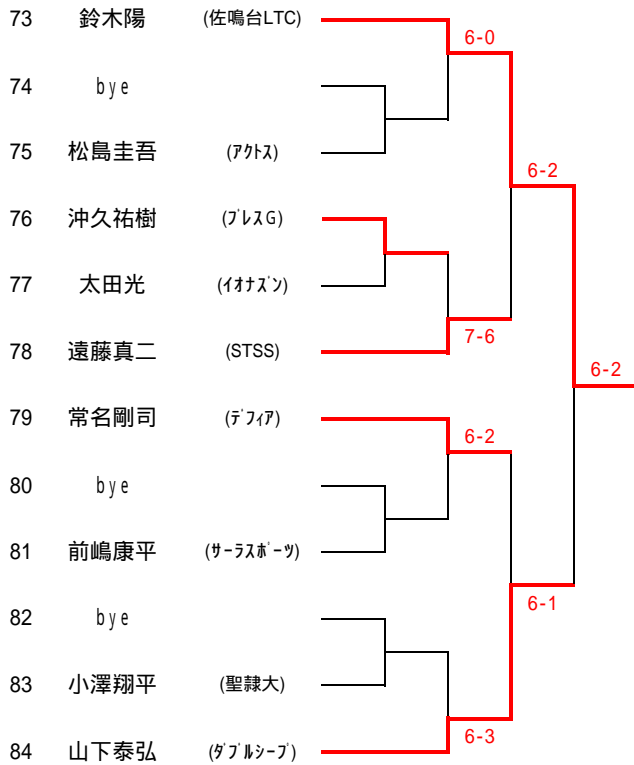 73 鈴木陽 (佐鳴台LTC)
6-0
74 bye
75 松島圭吾 (ｱｸﾄｽ)
6-2
76 沖久祐樹 (ﾌﾟﾚｽG)
77 太田光 (ｲｵﾅｽﾞﾝ)
7-6
78 遠藤真二 (STSS)
6-2
79 常名剛司 (ﾃﾞﾌｨｱ)
6-2
80 bye
81 前嶋康平 (ｻｰﾗｽﾎﾟｰﾂ)
6-1
82 bye
83 小澤翔平 (聖隷大)
6-3
84 山下泰弘 (ﾀﾞﾌﾞﾙｼｰﾌﾟ)